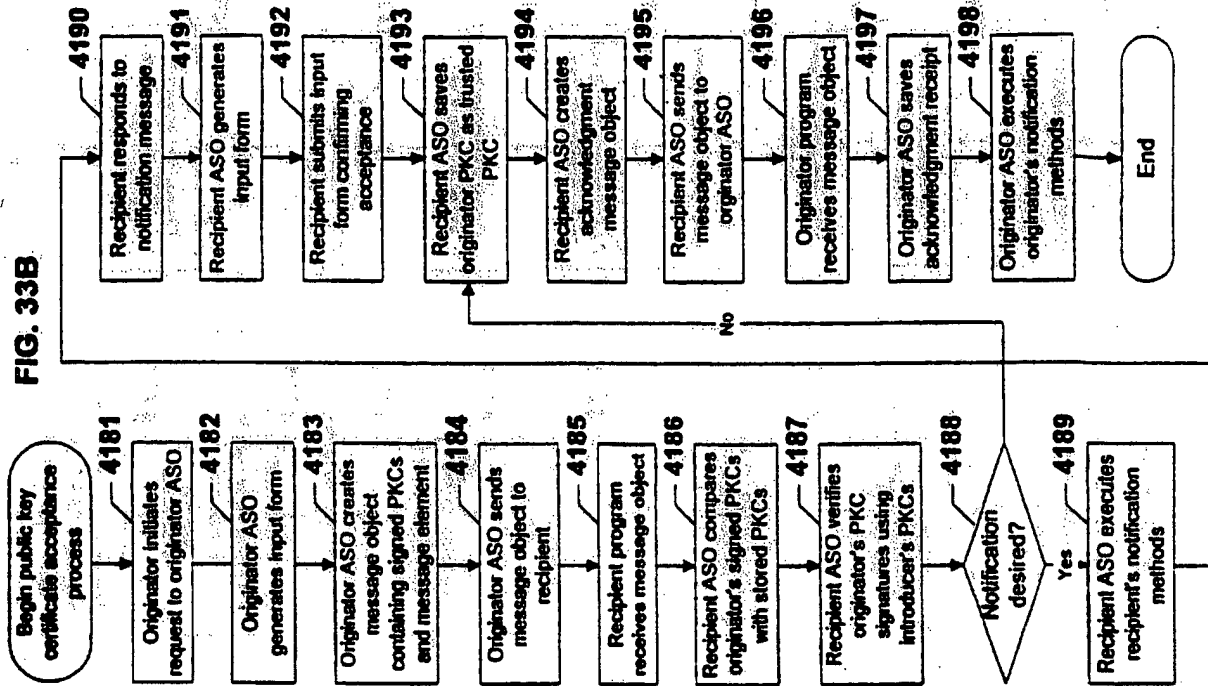 FIG. 33B
Begin public key
certificate acceptance
process
4181
Originator initiates
request to originator ASO
4182
Originator ASO
generates input form
4183
Originator ASO creates
message object
containing signed PKCs
and message element
4184
Originator ASO sends
message object to
recipient
4185
Recipient program
receives message object
4186
Recipient ASO compares
originator's signed PKCs
with stored PKCs
4187
Recipient ASO verifies
originator's PKC
signatures using
introducer's PKCs
4188
Notification
desired?
No
Yes
4189
Recipient ASO executes
recipient's notification
methods
4190
Recipient responds to
notification message
4191
Recipient ASO generates
input form
4192
Recipient submits input
form confirming
acceptance
4193
Recipient ASO saves
originator PKC as trusted
PKC
4194
Recipient ASO creates
acknowledgment
message object
4195
Recipient ASO sends
message object to
orginator ASO
4196
Originator program
receives message object
4197
Originator ASO saves
acknowledgment receipt
4198
Originator ASO executes
originator's notification
methods
End